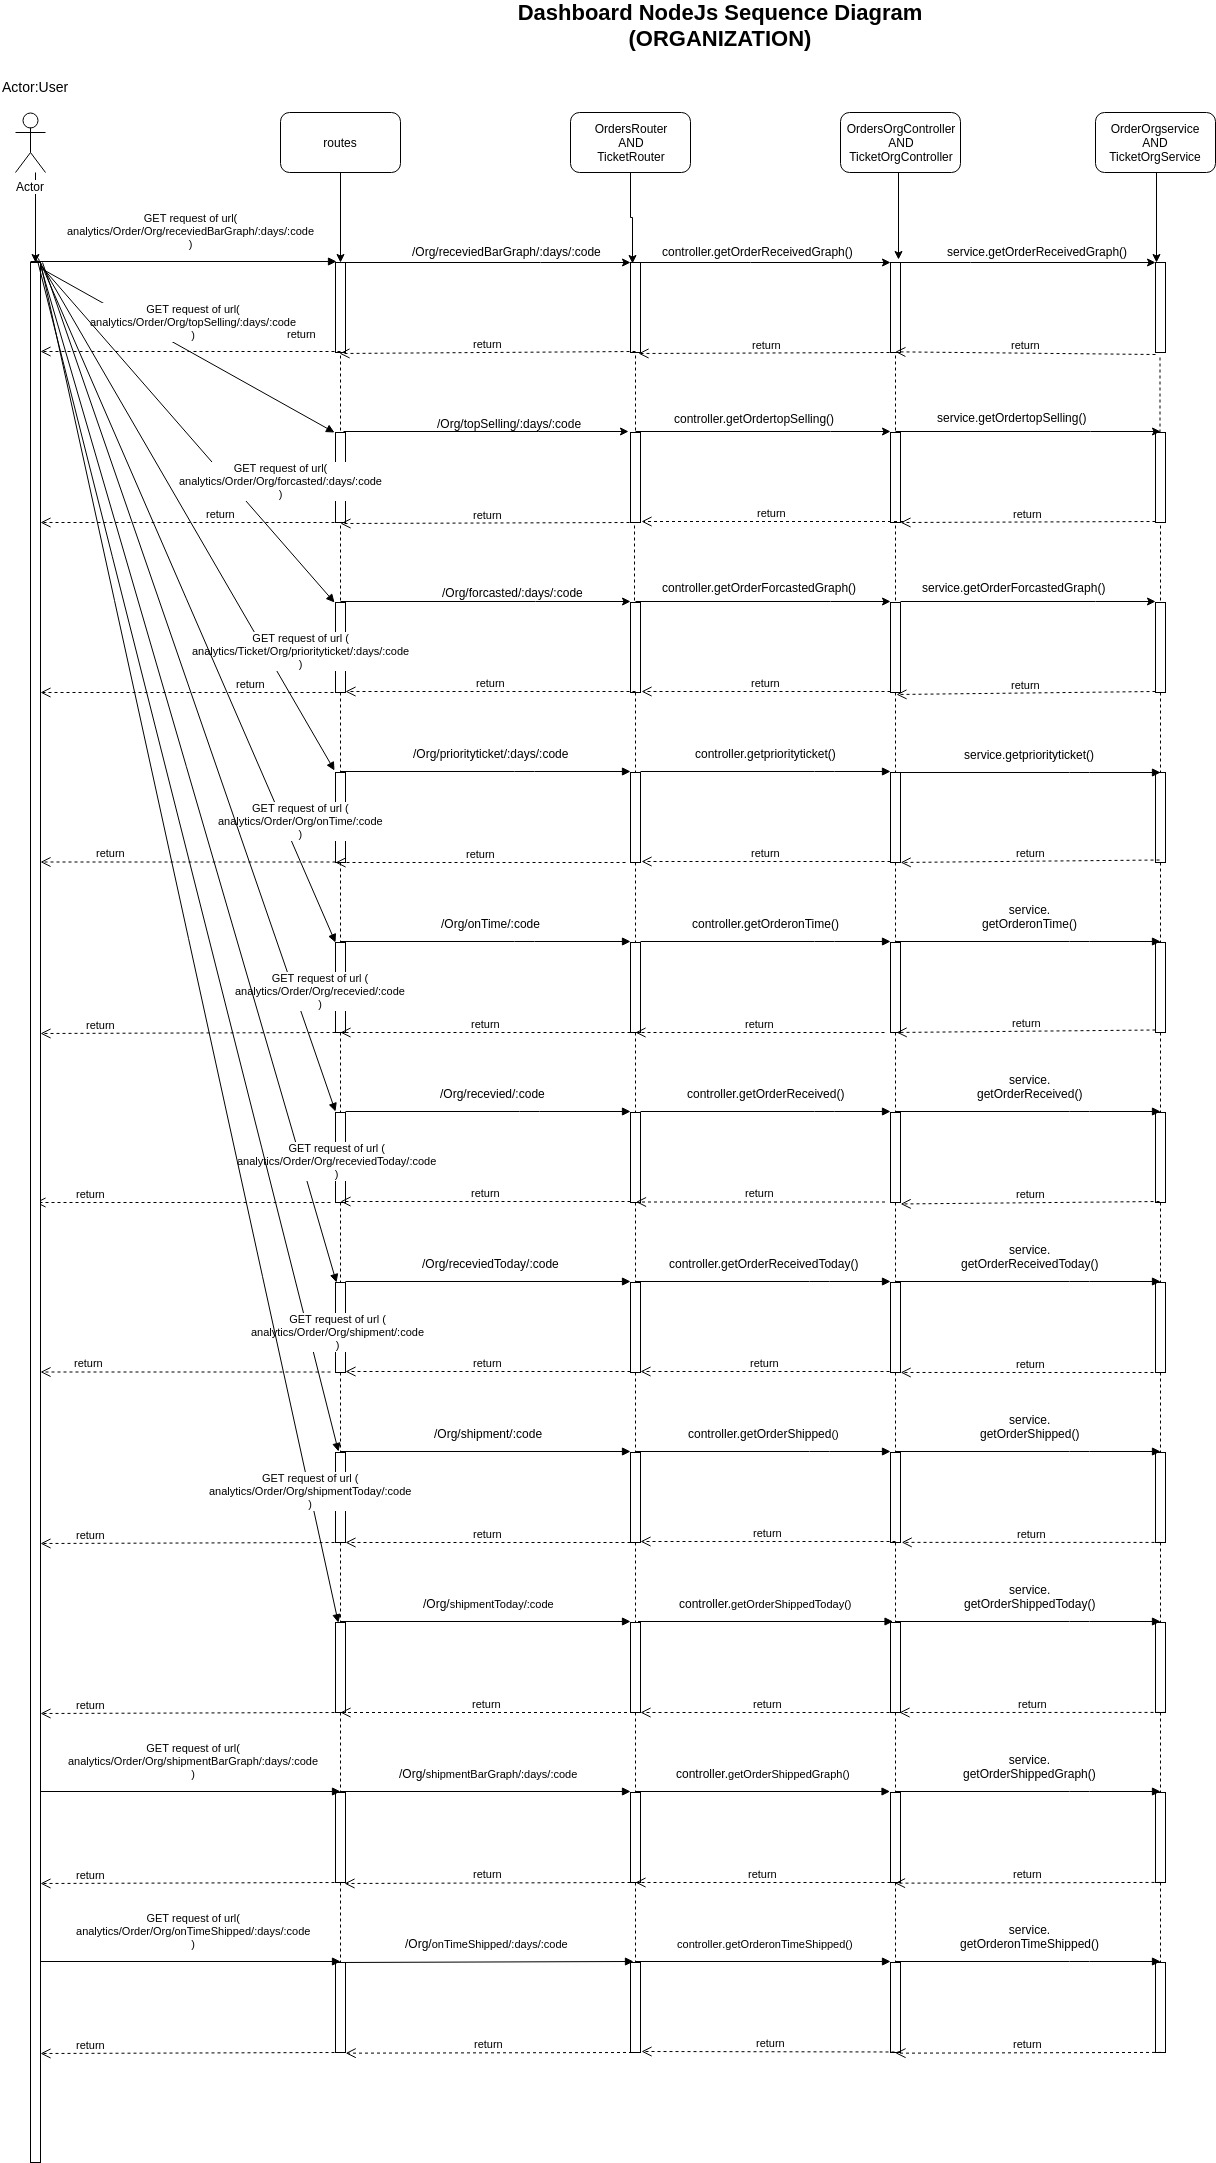 Dashboard NodeJs Sequence Diagram
(ORGANIZATION)
Actor:User
Actor
routes
OrdersRouter
AND
TicketRouter
OrdersOrgController
AND
TicketOrgController
OrderOrgservice
AND
TicketOrgService
GET request of url(
analytics/Order/Org/receviedBarGraph/:days/:code
)
/Org/receviedBarGraph/:days/:code
controller.getOrderReceivedGraph()
service.getOrderReceivedGraph()
GET request of url(
analytics/Order/Org/topSelling/:days/:code
)
return
return
return
return
/Org/topSelling/:days/:code
controller.getOrdertopSelling()
service.getOrdertopSelling()
GET request of url(
analytics/Order/Org/forcasted/:days/:code
)
return
return
return
return
/Org/forcasted/:days/:code
controller.getOrderForcastedGraph()
service.getOrderForcastedGraph()
GET request of url (
analytics/Ticket/Org/priorityticket/:days/:code
)
return
return
return
return
/Org/priorityticket/:days/:code
controller.getpriorityticket()
service.getpriorityticket()
GET request of url (
analytics/Order/Org/onTime/:code
)
return
return
return
return
/Org/onTime/:code
controller.getOrderonTime()
service.
getOrderonTime()
GET request of url (
analytics/Order/Org/recevied/:code
)
return
return
return
return
/Org/recevied/:code
controller.getOrderReceived()
service.
getOrderReceived()
GET request of url (
analytics/Order/Org/receviedToday/:code
)
return
return
return
return
/Org/receviedToday/:code
controller.getOrderReceivedToday()
service.
getOrderReceivedToday()
GET request of url (
analytics/Order/Org/shipment/:code
)
return
return
return
return
/Org/shipment/:code
controller.getOrderShipped()
service.
getOrderShipped()
GET request of url (
analytics/Order/Org/shipmentToday/:code
)
return
return
return
return
/Org/shipmentToday/:code
controller.getOrderShippedToday()
service.
getOrderShippedToday()
return
return
return
return
GET request of url(
analytics/Order/Org/shipmentBarGraph/:days/:code
)
/Org/shipmentBarGraph/:days/:code
controller.getOrderShippedGraph()
service.
getOrderShippedGraph()
return
return
return
return
GET request of url(
analytics/Order/Org/onTimeShipped/:days/:code
)
/Org/onTimeShipped/:days/:code
controller.getOrderonTimeShipped()
service.
getOrderonTimeShipped()
return
return
return
return